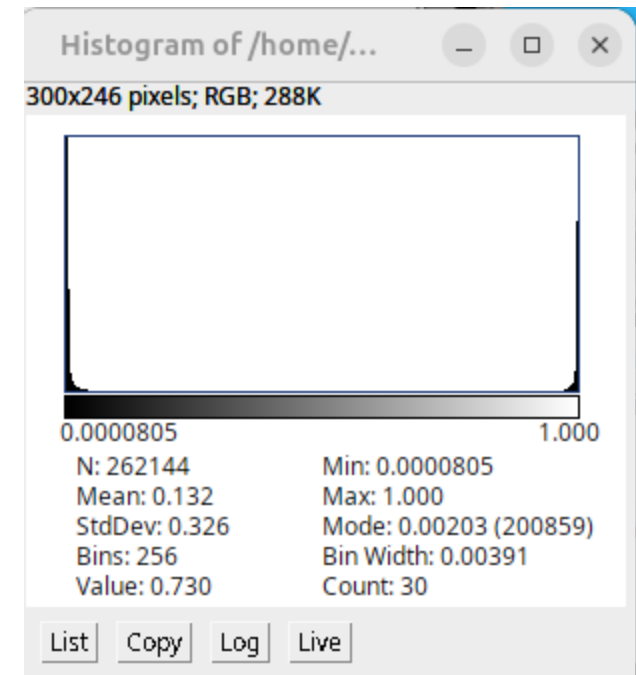 Histogram of /home/...
300x246 pixels; RGB; 288K
0.0000805 1.000
N: 262144 Min: 0.0000805
Mean: 0.132 Max: 1.000
StdDev: 0.326 Mode: 0.00203 (200859)
Bins: 256 Bin Width: 0.00391
Value: 0.730 Count: 30
List Copy Log Live